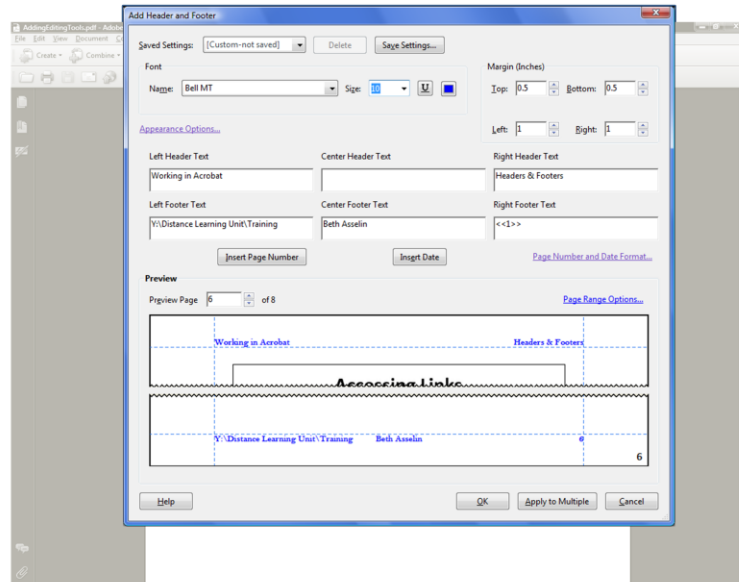 Add Header and Footer
AddingEditingTools.pdf - Adobe
File Edit View Document
Create Combine
Saved Settings: [Custom-not saved] Delete Save Settings...
Font
Name: Bell MT Size: 10 U
Margin (Inches)
Top: 0.5 Bottom: 0.5
Left: 1 Right: 1
Appearance Options...
Left Header Text Center Header Text Right Header Text
Working in Acrobat Headers & Footers
Left Footer Text Center Footer Text Right Footer Text
Y:\Distance Learning Unit\Training Beth Asselin <<1>>
Insert Page Number Insert Date Page Number and Date Format...
Preview
Preview Page 6 of 8 Page Range Options...
Working in Acrobat Headers & Footers
Accessing Links
Y:\Distance Learning Unit\Training Beth Asselin 6
6
Help OK Apply to Multiple Cancel